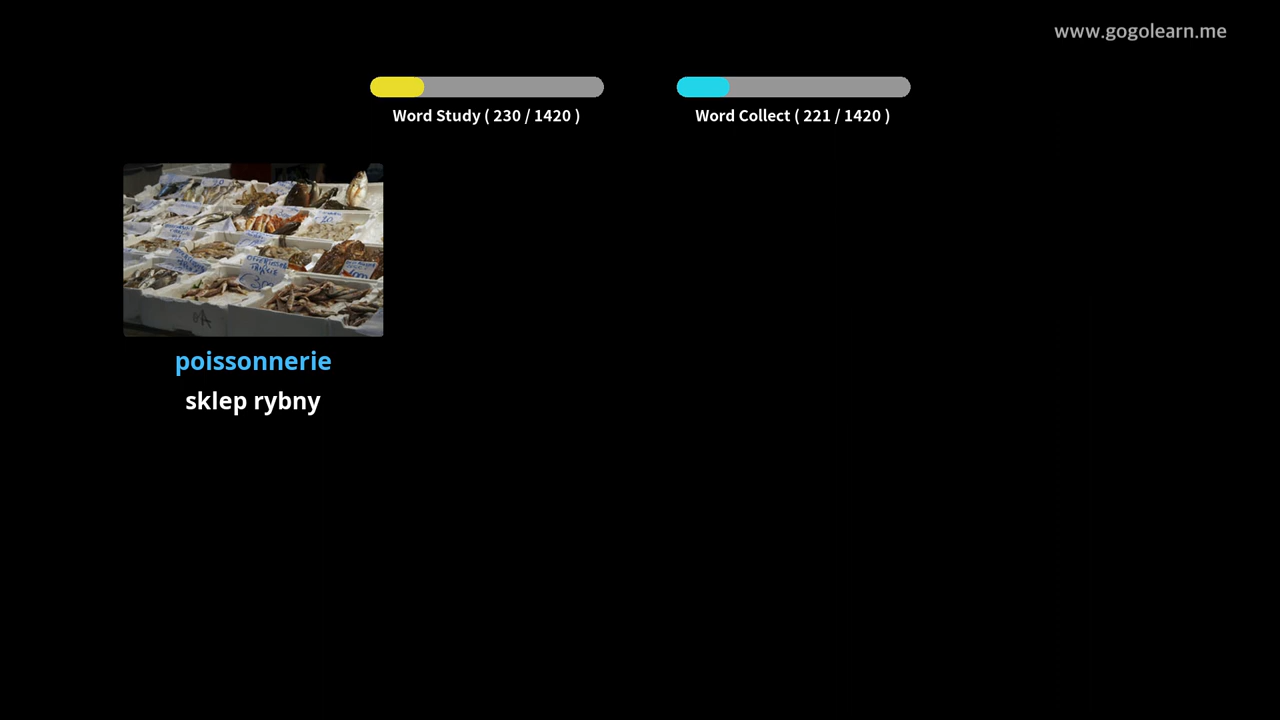 www.gogolearn.me
Word Study ( 230 / 1420 )
Word Collect ( 221 / 1420 )
poissonnerie
sklep rybny